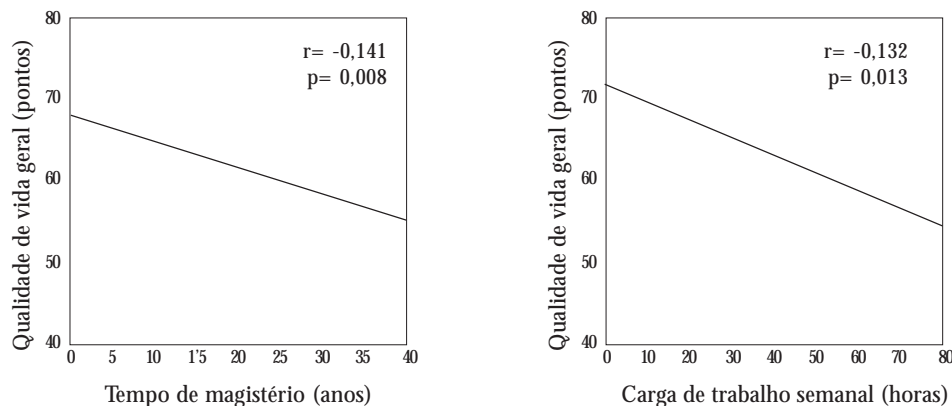 Qualidade de vida geral (pontos)
80
70
60
50
40
r= -0,141
p= 0,008
0 5 10 1'5 20 25 30 35 40
Tempo de magistério (anos)
Qualidade de vida geral (pontos)
80
70
60
50
40
r= -0,132
p= 0,013
0 10 20 30 40 50 60 70 80
Carga de trabalho semanal (horas)